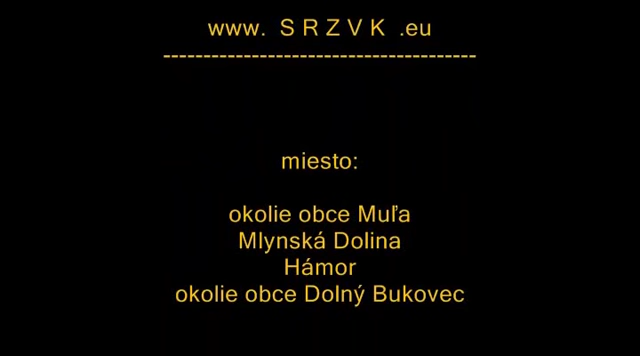 www. S R Z V K .eu
---------------------------------------
miesto:
okolie obce Muľa
Mlynská Dolina
Hámor
okolie obce Dolný Bukovec